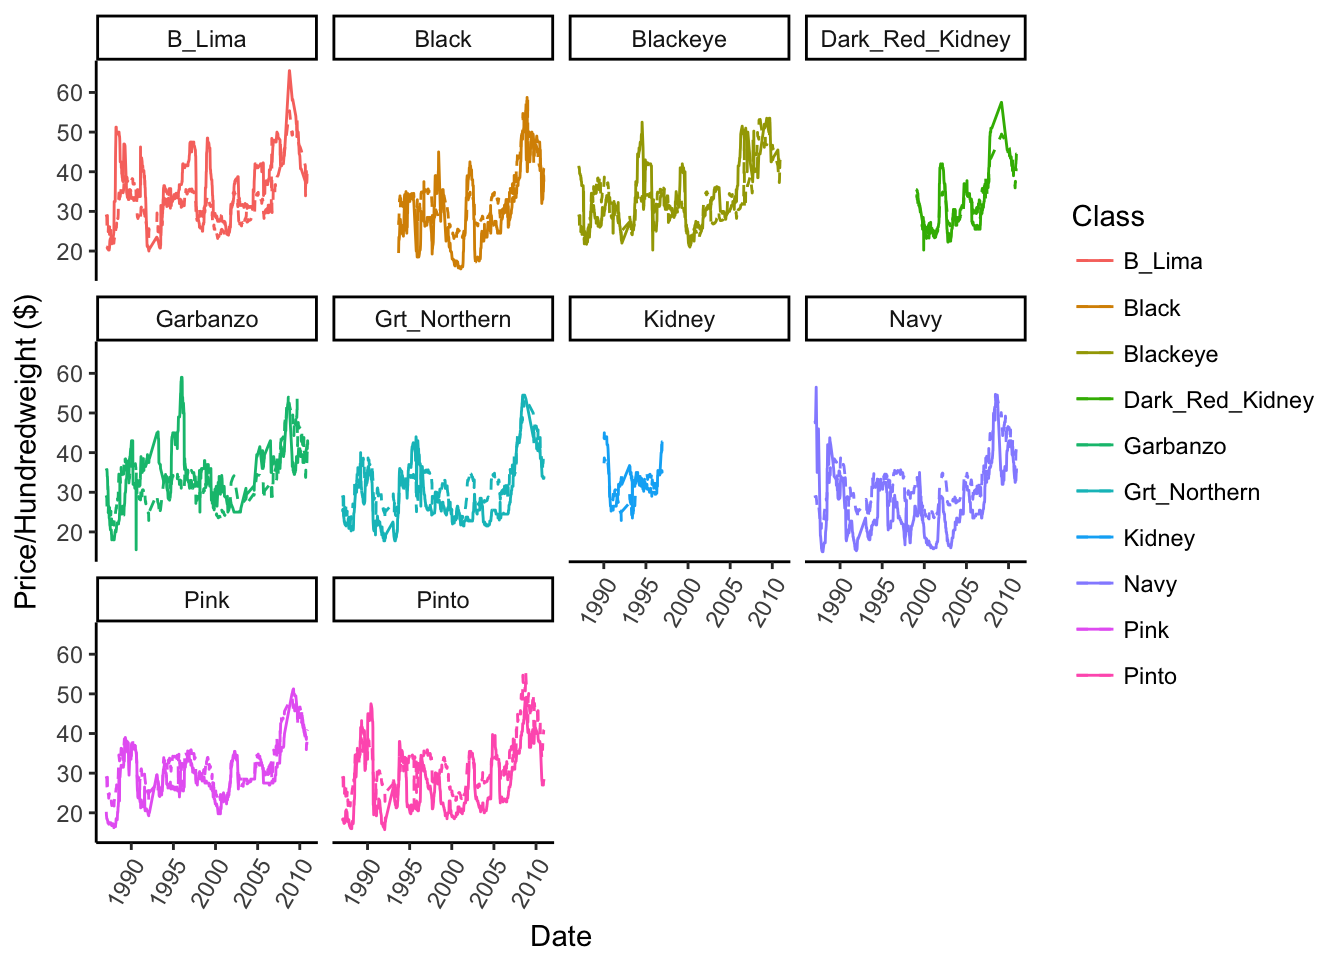 B_Lima Black Blackeye Dark_Red_Kidney
60
50
40
30
20
Garbanzo Grt_Northern Kidney Navy
60
50
40
30
20
1990 1995 2000 2005 2010 1990 1995 2000 2005 2010
Pink Pinto
60
50
40
30
20
1990 1995 2000 2005 2010 1990 1995 2000 2005 2010
Date
Price/Hundredweight ($)
Class
B_Lima
Black
Blackeye
Dark_Red_Kidney
Garbanzo
Grt_Northern
Kidney
Navy
Pink
Pinto